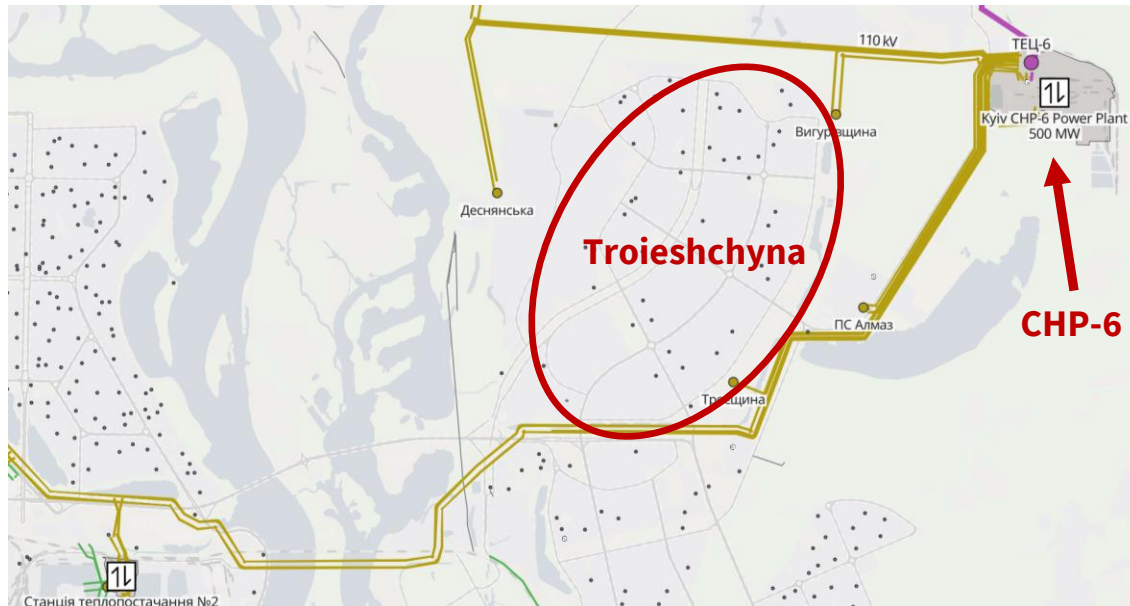 110 kV
ТЕЦ-6
Kyiv CHP-6 Power Plant
500 MW
Вигурівщина
Деснянська
Troieshchyna
CHP-6
ПС Алмаз
Троєщина
Станція теплопостачання №2